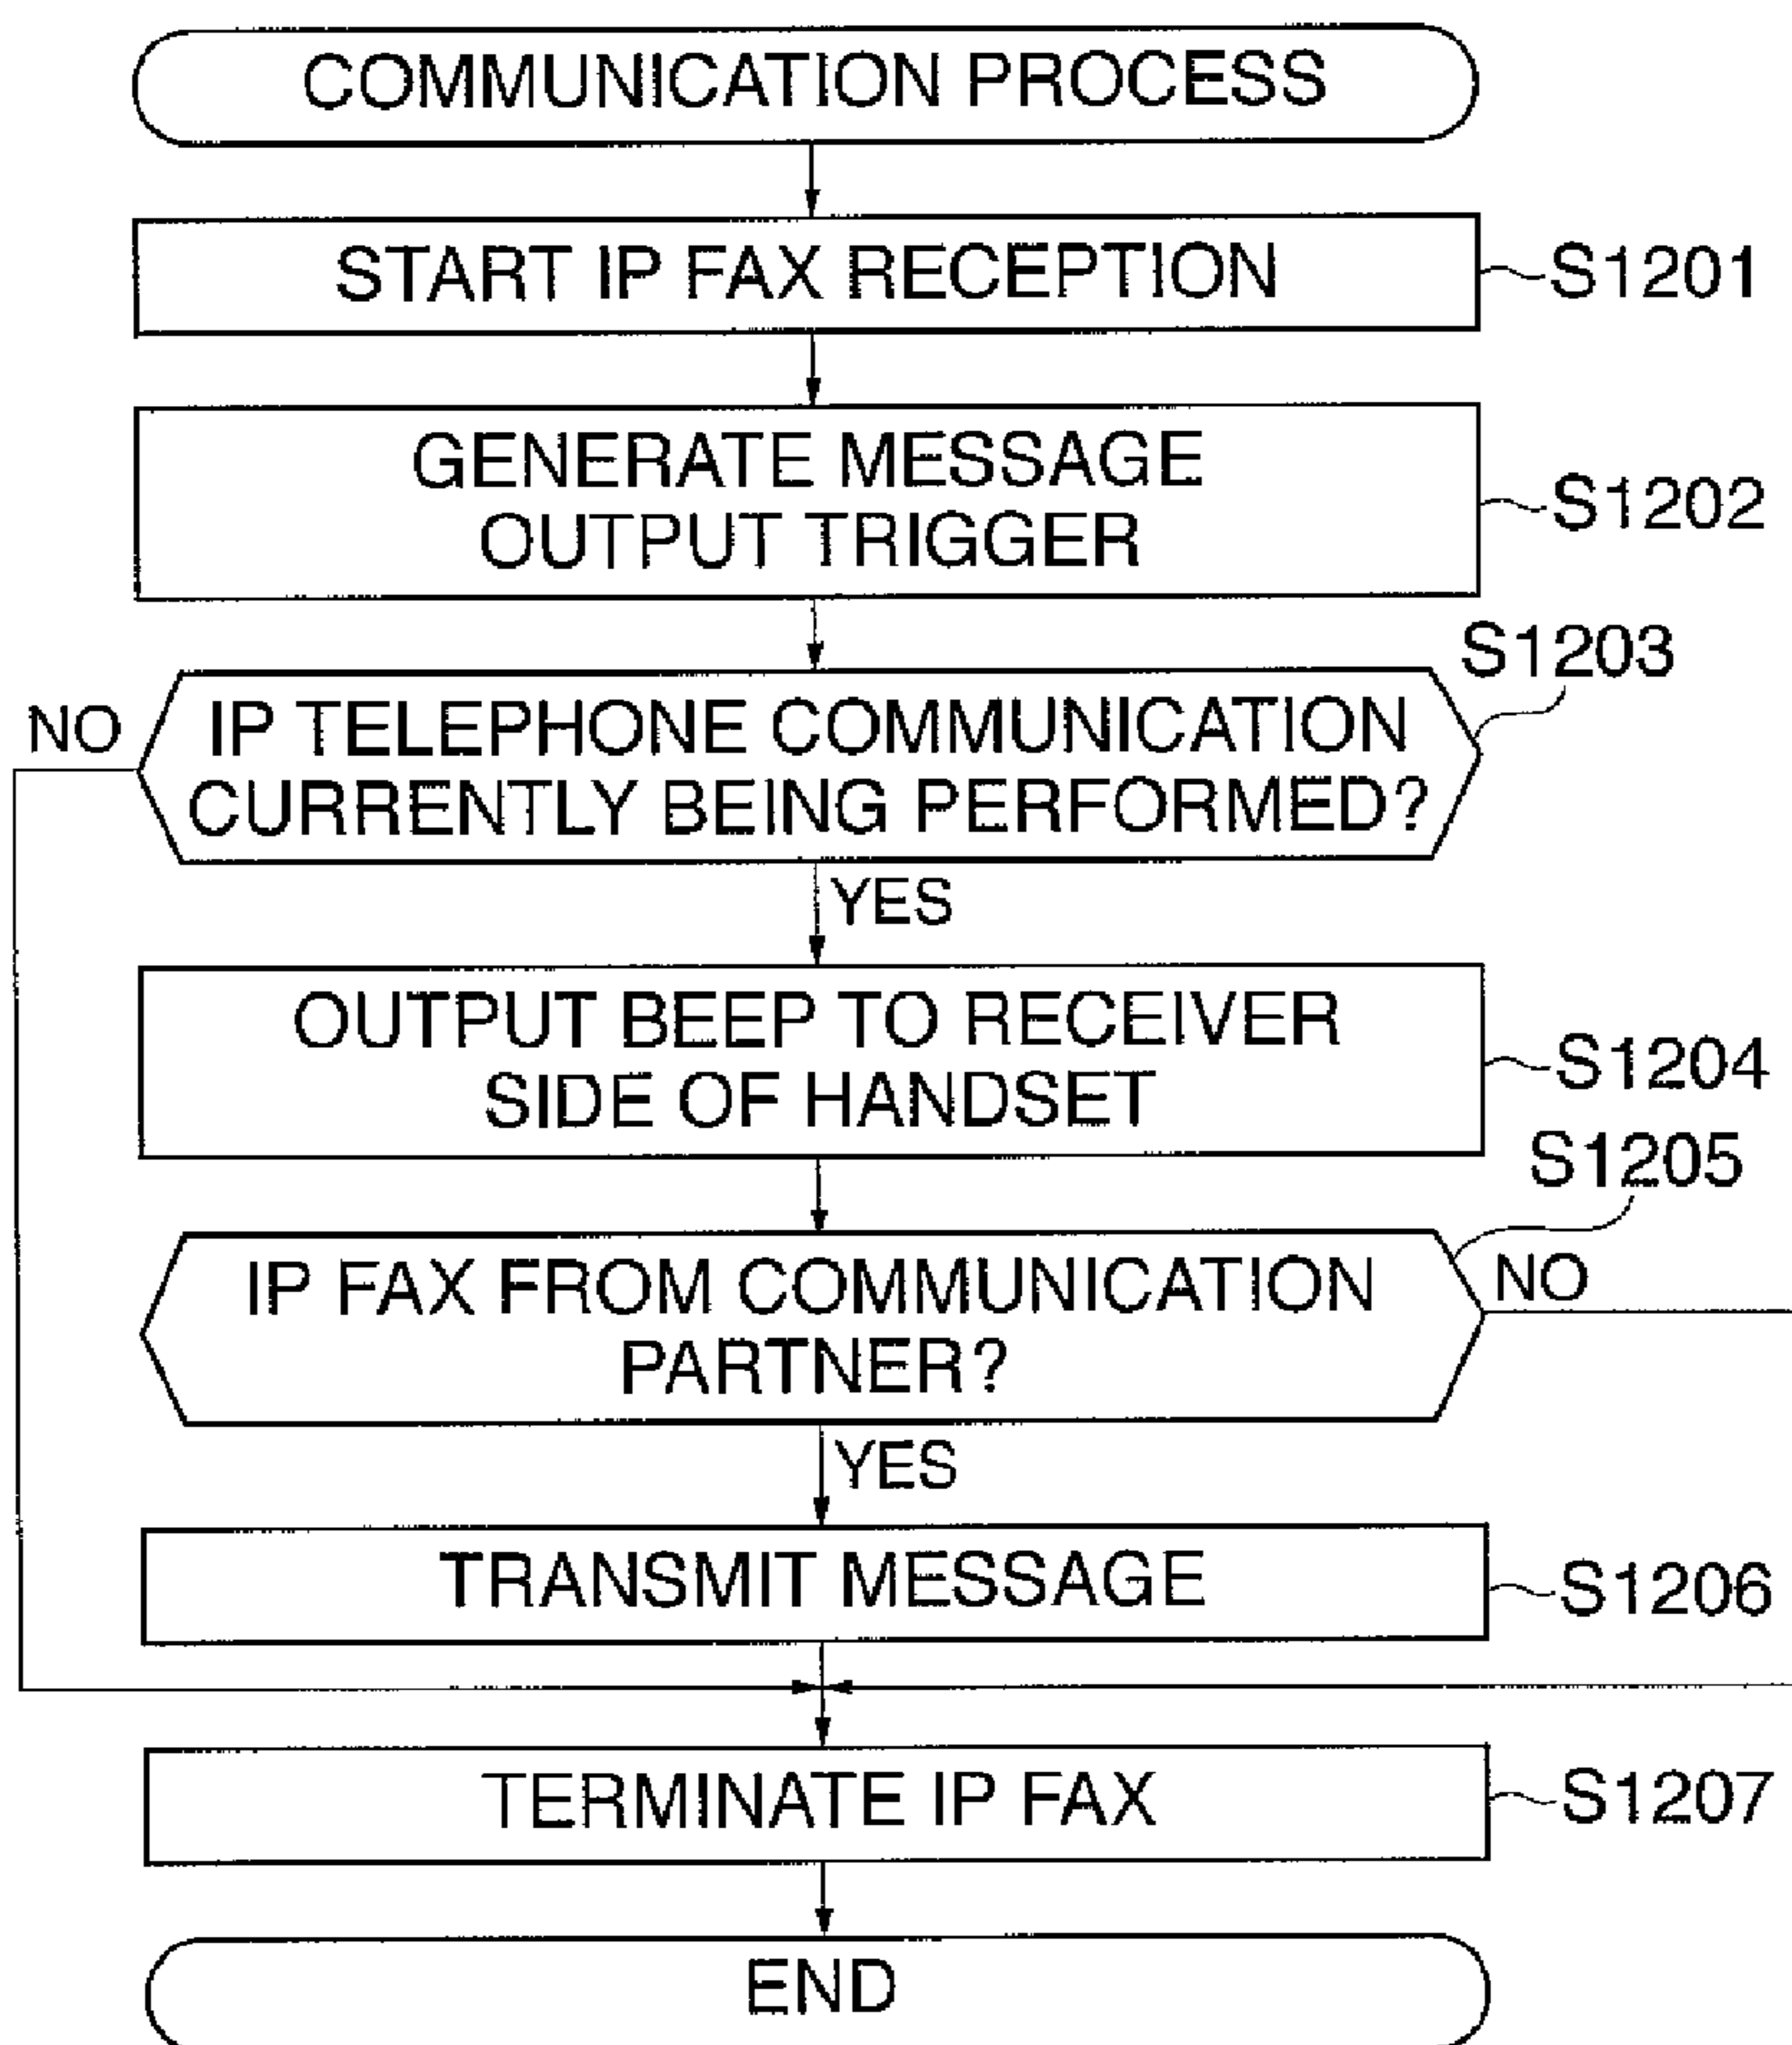 COMMUNICATION PROCESS
START IP FAX RECEPTION
S1201
GENERATE MESSAGE
OUTPUT TRIGGER
S1202
S1203
NO
IP TELEPHONE COMMUNICATION
CURRENTLY BEING PERFORMED?
YES
OUTPUT BEEP TO RECEIVER
SIDE OF HANDSET
S1204
S1205
IP FAX FROM COMMUNICATION
PARTNER?
NO
YES
TRANSMIT MESSAGE
S1206
TERMINATE IP FAX
S1207
END